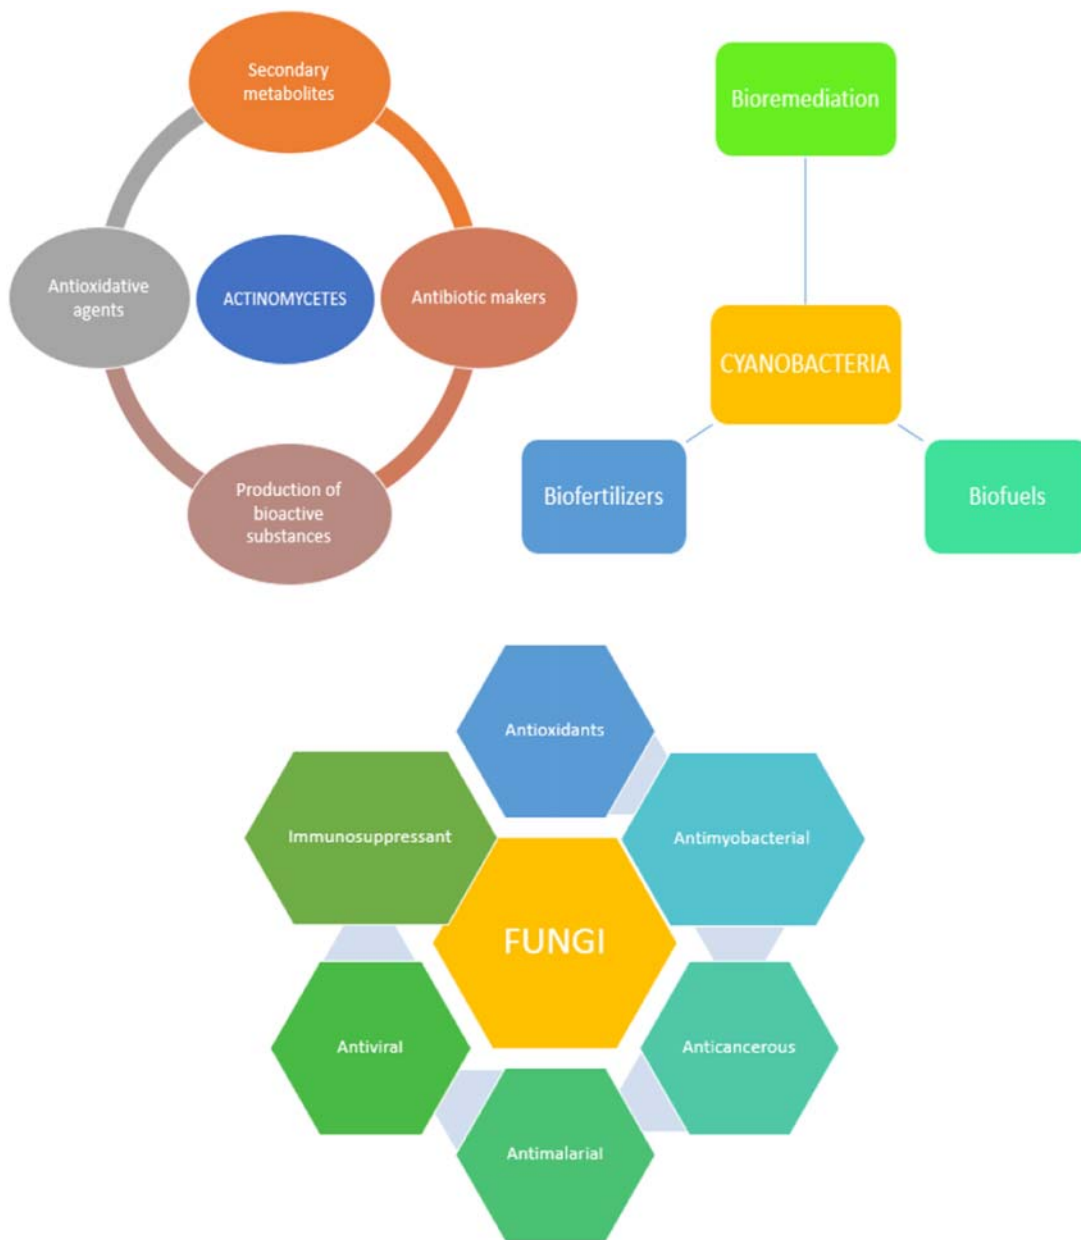 Secondary
metabolites
Antioxidative
agents
ACTINOMYCETES
Antibiotic makers
Production of
bioactive
substances
Bioremediation
CYANOBACTERIA
Biofertilizers
Biofuels
Antioxidants
Immunosuppressant
Antimyobacterial
FUNGI
Antiviral
Anticancerous
Antimalarial